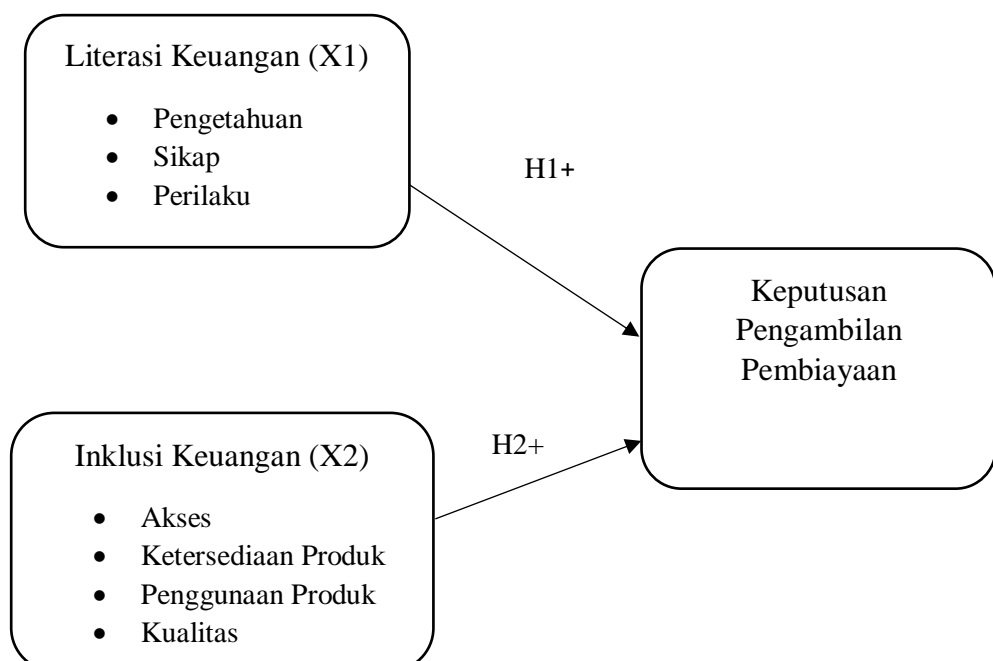 Literasi Keuangan (X1)
• Pengetahuan
• Sikap
• Perilaku
H1+
Keputusan
Pengambilan
Pembiayaan
Inklusi Keuangan (X2)
• Akses
• Ketersediaan Produk
• Penggunaan Produk
• Kualitas
H2+